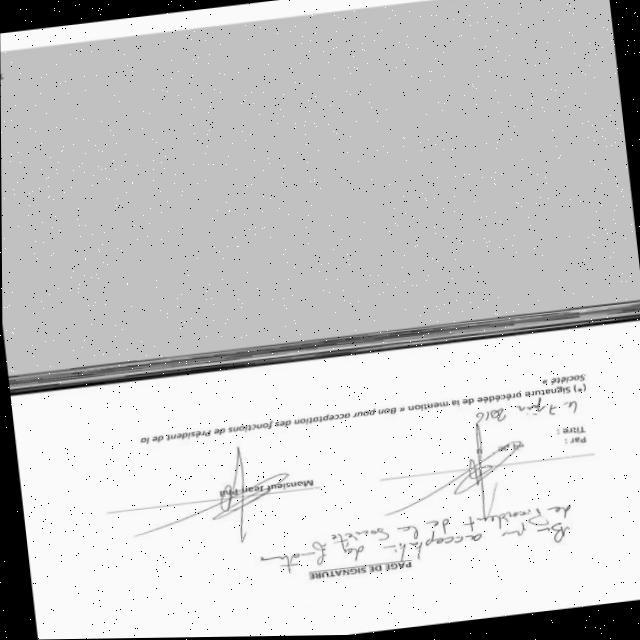 PAGE DE SIGNATURE
Bon pour acceptation des fonctions
de Président de la société
Monsieur Jean
Par :
Titre :
le 7 juin 2016
(*) Signature précédée de la mention « Bon pour acceptation des fonctions de Président de la
Société »